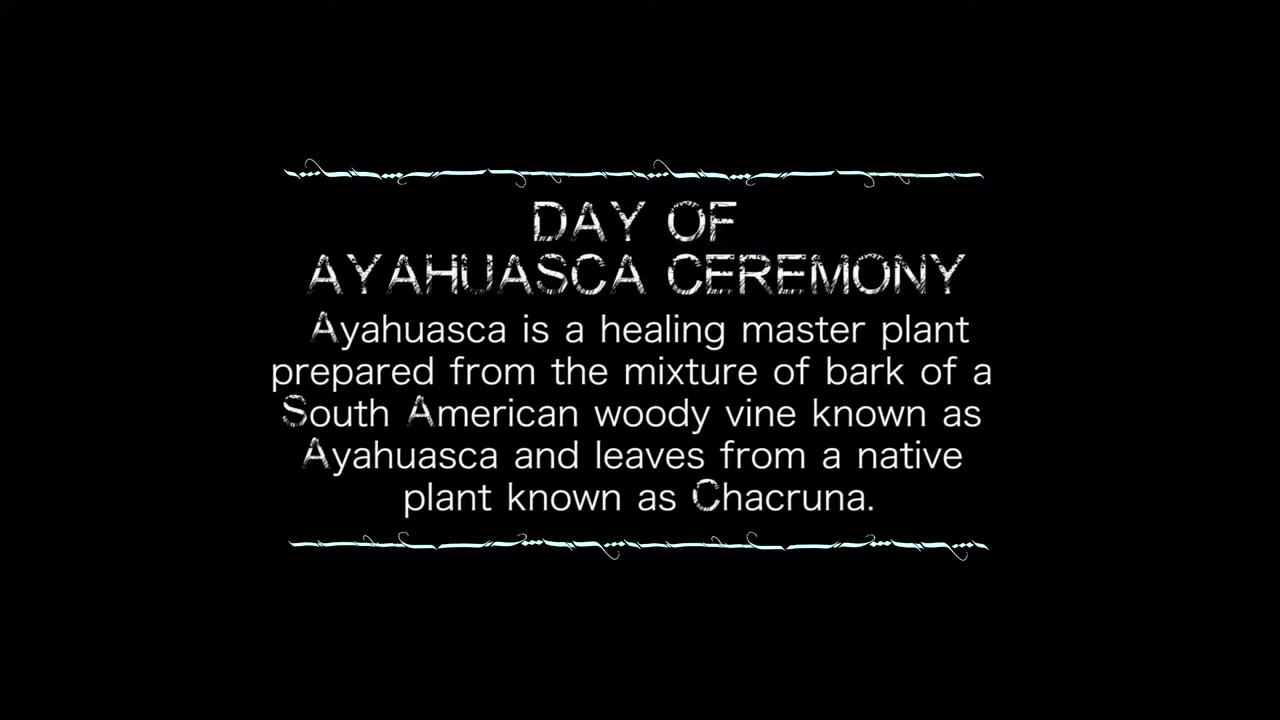 DAY OF
AYAHUASCA CEREMONY
Ayahuasca is a healing master plant
prepared from the mixture of bark of a
South American woody vine known as
Ayahuasca and leaves from a native
plant known as Chacruna.